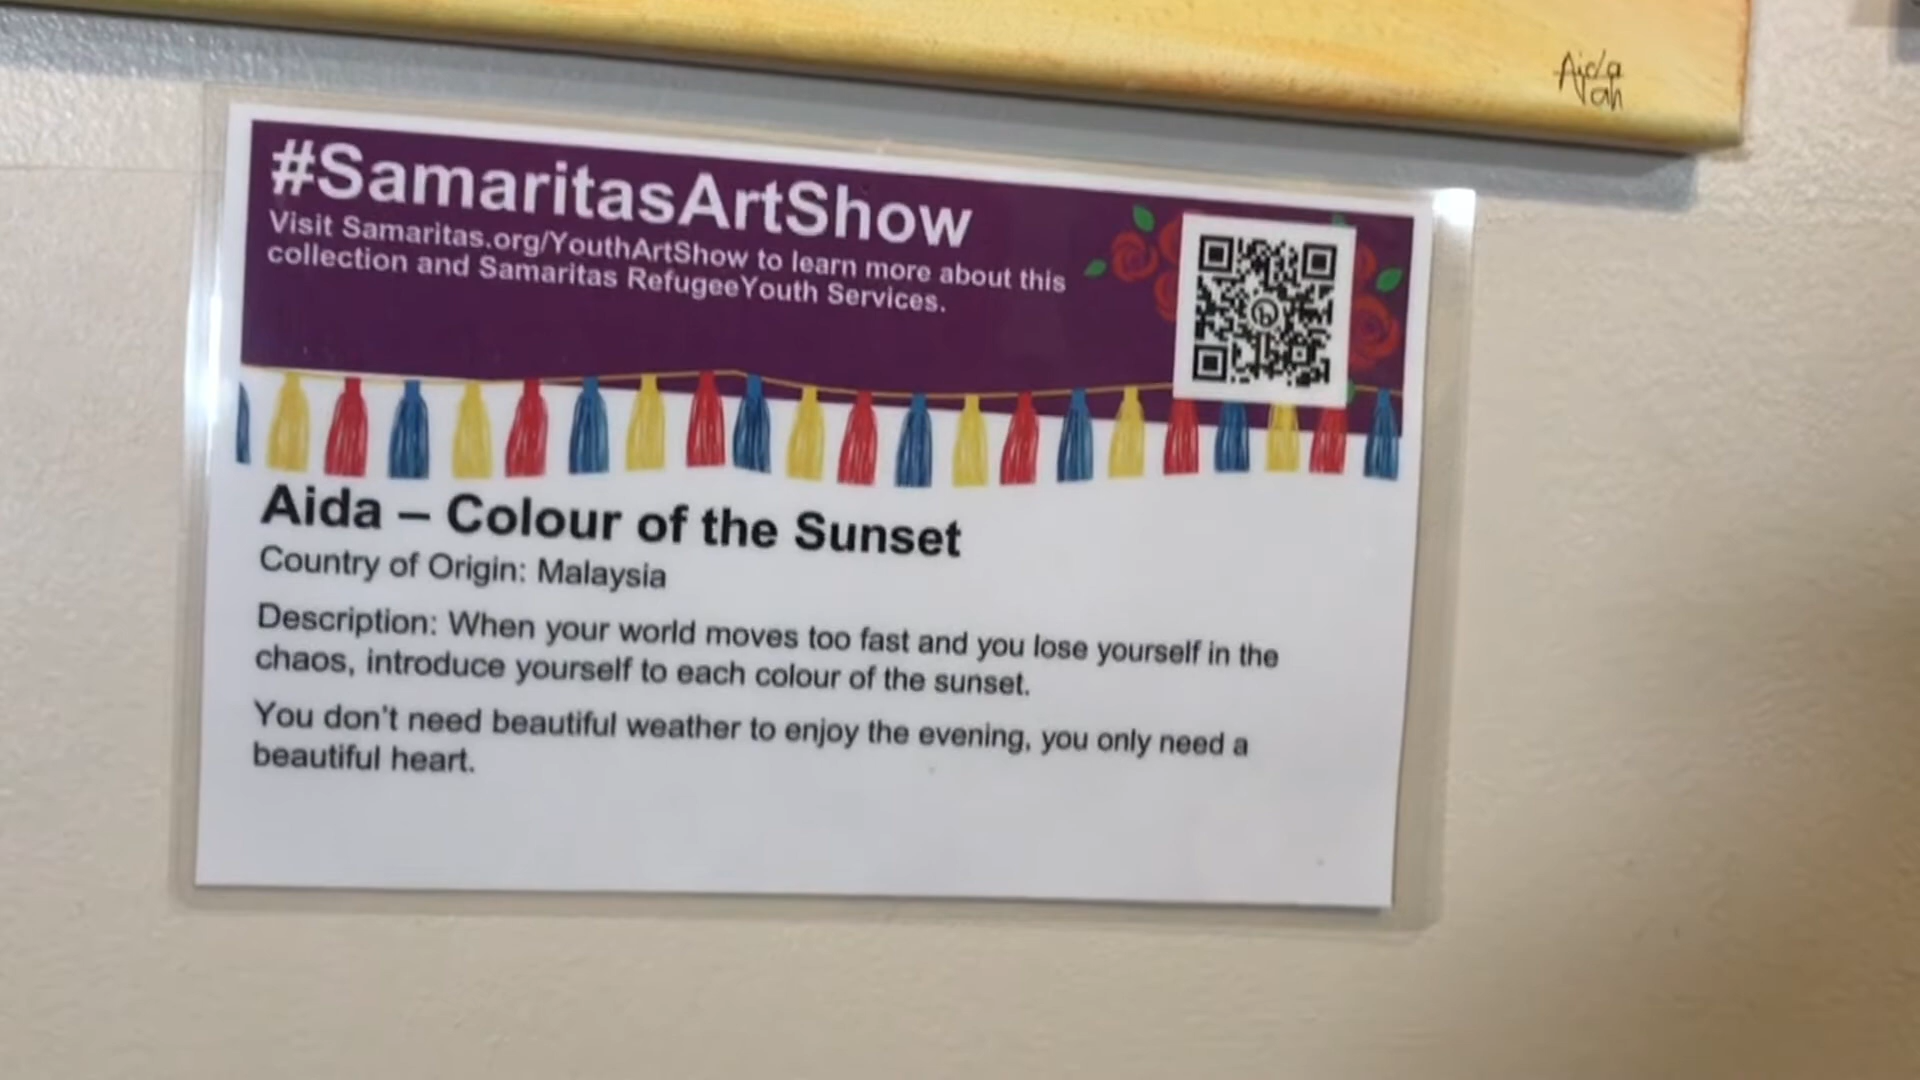 Aida
ah
#SamaritasArtShow
Visit Samaritas.org/YouthArtShow to learn more about this
collection and Samaritas RefugeeYouth Services.
Aida – Colour of the Sunset
Country of Origin: Malaysia
Description: When your world moves too fast and you lose yourself in the
chaos, introduce yourself to each colour of the sunset.
You don't need beautiful weather to enjoy the evening, you only need a
beautiful heart.